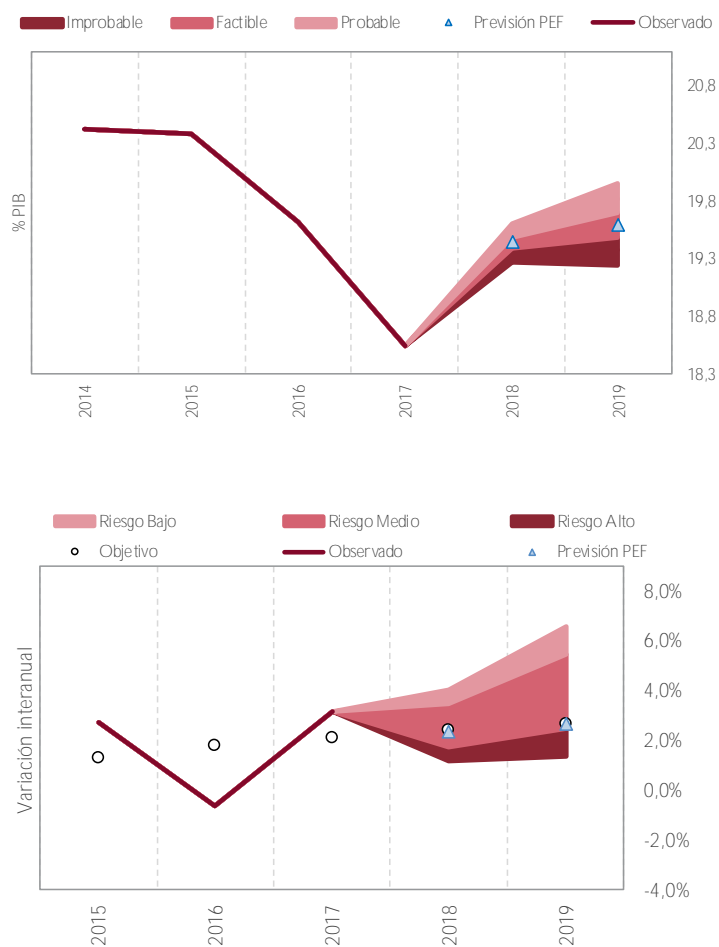 Improbable Factible Probable Previsión PEF Observado
20,8
20,3
19,8
19,3
18,8
18,3
% PIB
2014 2015 2016 2017 2018 2019
Riesgo Bajo Riesgo Medio Riesgo Alto
Objetivo Observado Previsión PEF
8,0%
6,0%
4,0%
2,0%
0,0%
-2,0%
-4,0%
Variación interanual
2015 2016 2017 2018 2019